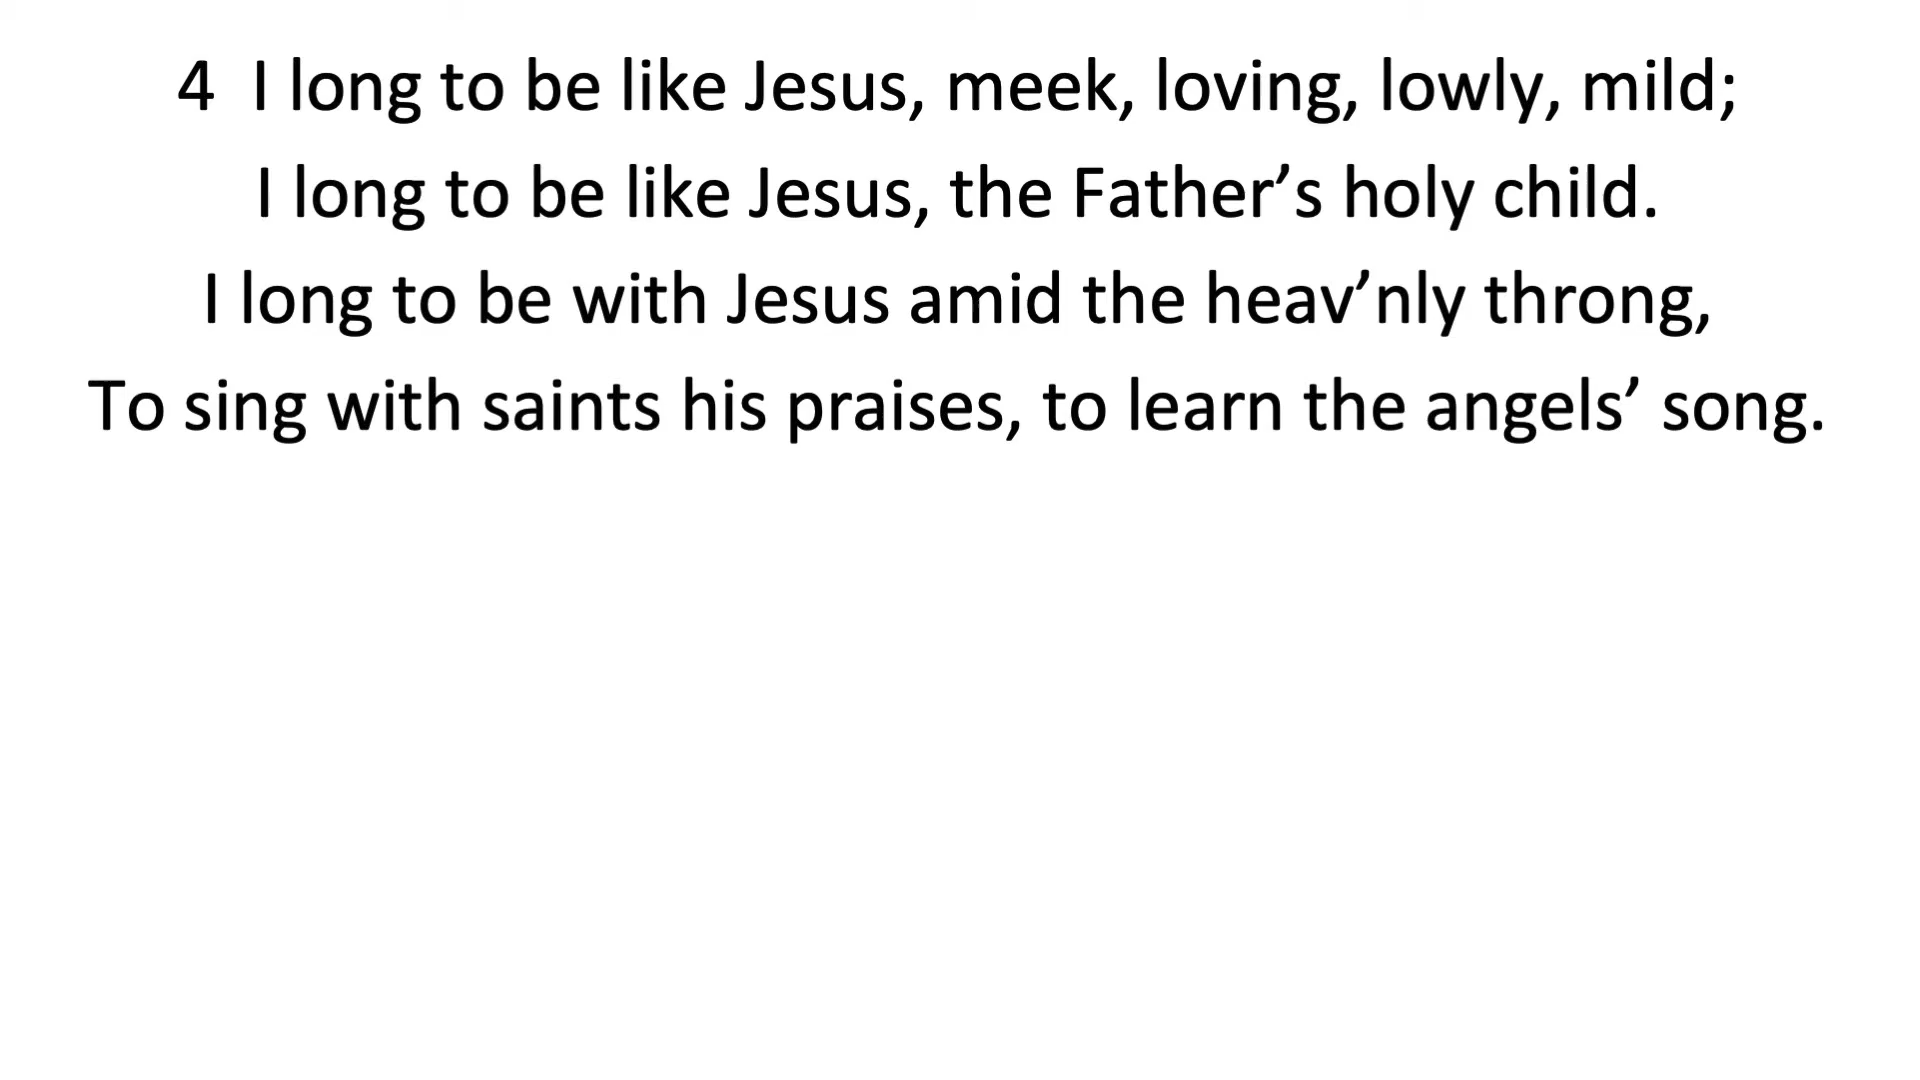 4 I long to be like Jesus, meek, loving, lowly, mild;
I long to be like Jesus, the Father’s holy child.
I long to be with Jesus amid the heav’nly throng,
To sing with saints his praises, to learn the angels’ song.